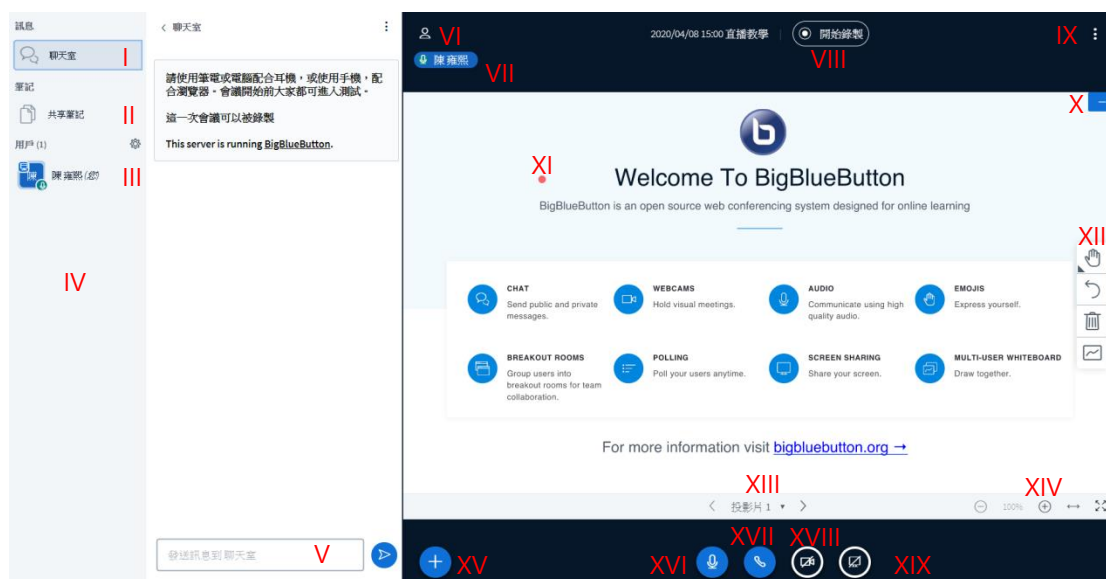 訊息
聊天室
I
筆記
共享筆記
II
用戶 (1)
陳
陳 雍熙 (您)
III
IV
聊天室
請使用筆電或電腦配合耳機，或使用手機，配
合瀏覽器。會議開始前大家都可進入測試。
這一次會議可以被錄製
This server is running BigBlueButton.
發送訊息到 聊天室
V
VI
2020/04/08 15:00 直播教學
開始錄製
VIII
IX
陳 雍熙
VII
X
b
XI
Welcome To BigBlueButton
BigBlueButton is an open source web conferencing system designed for online learning
XII
CHAT
Send public and private
messages.
WEBCAMS
Hold visual meetings.
AUDIO
Communicate using high
quality audio.
EMOJIS
Express yourself.
BREAKOUT ROOMS
Group users into
breakout rooms for team
collaboration.
POLLING
Poll your users anytime.
SCREEN SHARING
Share your screen.
MULTI-USER WHITEBOARD
Draw together.
For more information visit bigbluebutton.org →
XIII
投影片 1
XIV
100%
XV
XVI
XVII
XVIII
XIX